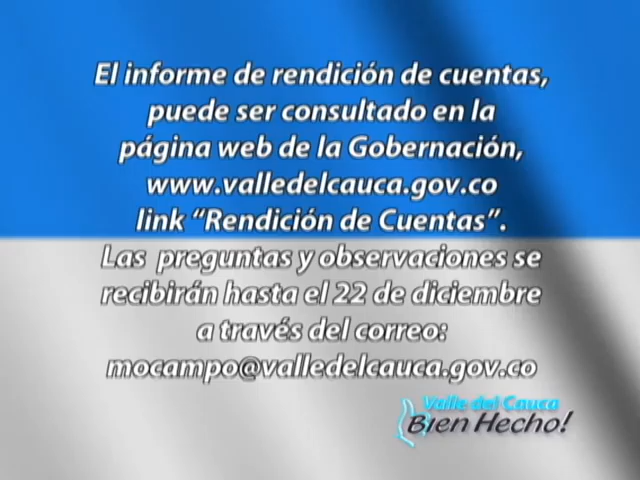 El informe de rendición de cuentas,
puede ser consultado en la
página web de la Gobernación,
www.valledelcauca.gov.co
link “Rendición de Cuentas”.
Las preguntas y observaciones se
recibirán hasta el 22 de diciembre
a través del correo:
mocampo@valledelcauca.gov.co
Valle del Cauca
Bien Hecho!